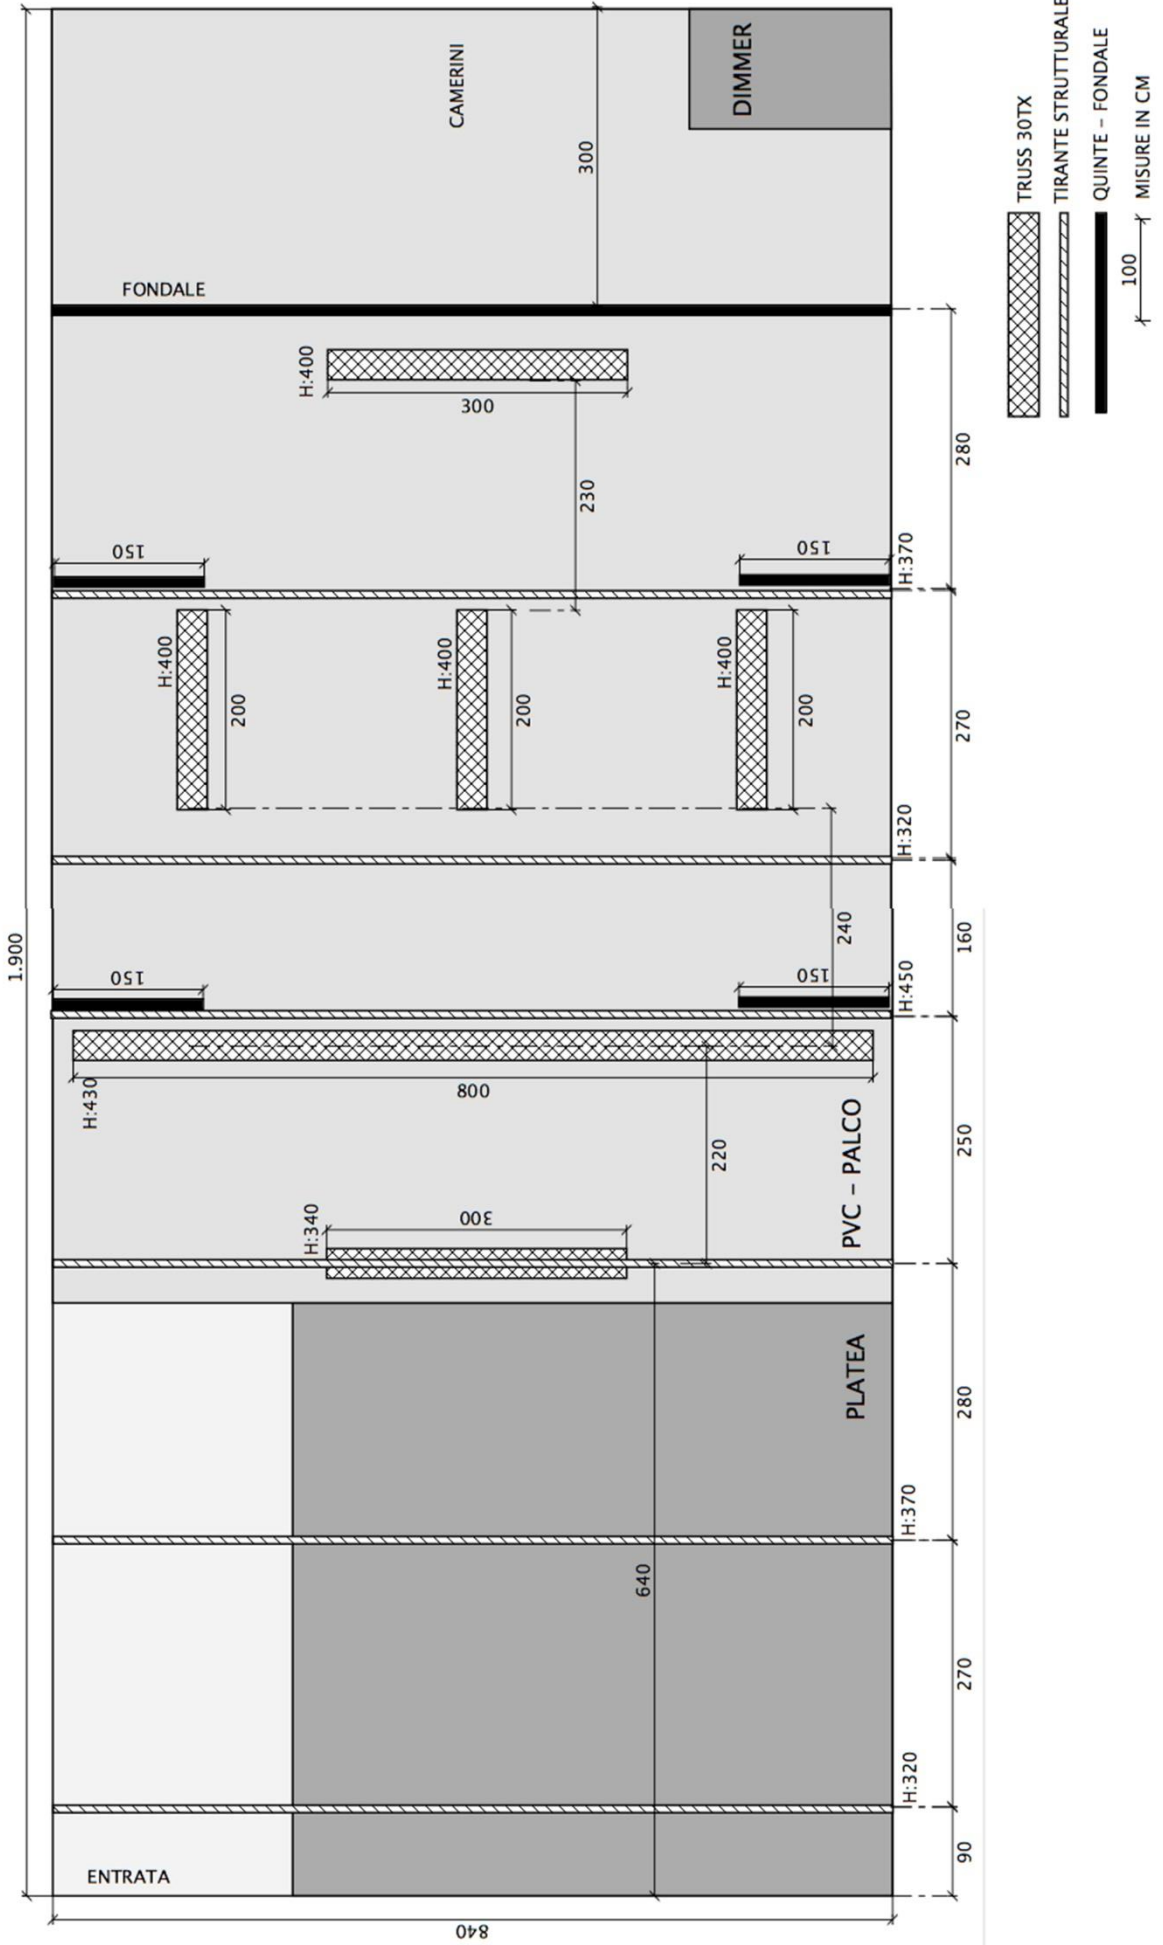 CAMERINI
DIMMER
300
FONDALE
H:400
300
230
280
150
150
H:370
H:400
H:400
H:400
200
200
200
270
H:320
1.900
240
160
150
150
H:450
H:430
800
PVC – PALCO
220
250
H:340
300
PLATEA
280
H:370
640
270
H:320
ENTRATA
90
840
TRUSS 30TX
TIRANTE STRUTTURALE
QUINTE – FONDALE
100
MISURE IN CM